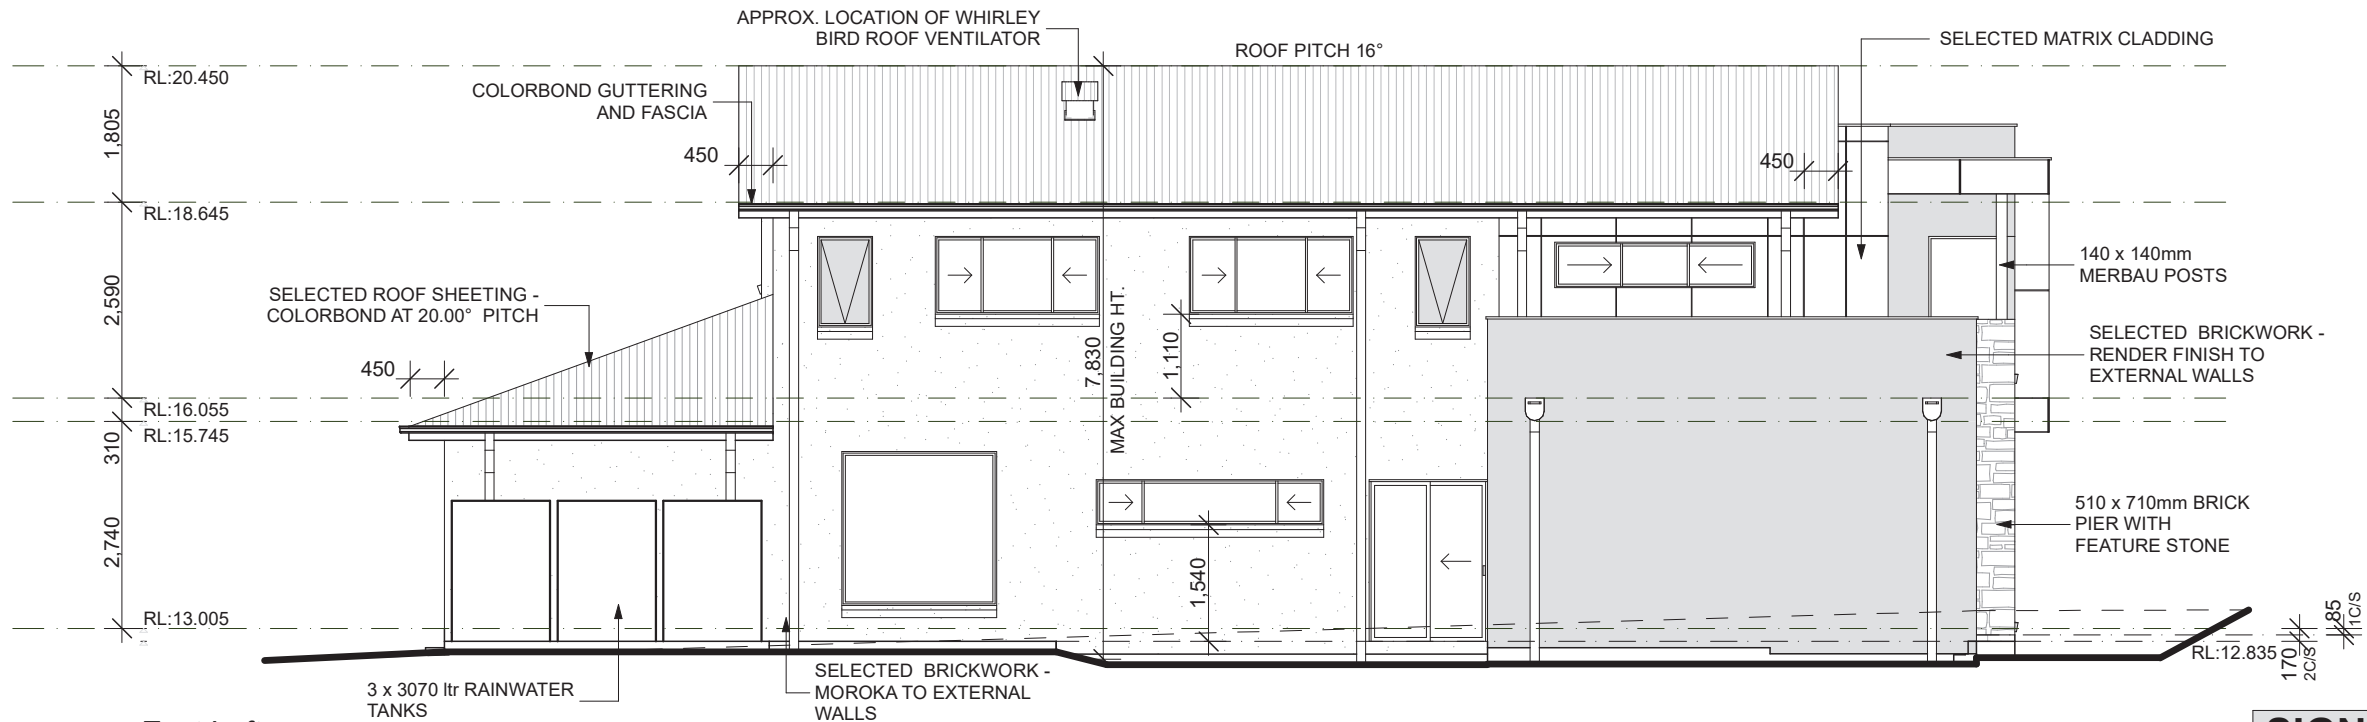 APPROX. LOCATION OF WHIRLEY
BIRD ROOF VENTILATOR
ROOF PITCH 16°
SELECTED MATRIX CLADDING
RL:20.450
COLORBOND GUTTERING
AND FASCIA
1,805
450
450
RL:18.645
2,590
SELECTED ROOF SHEETING -
COLORBOND AT 20.00° PITCH
140 x 140mm
MERBAU POSTS
SELECTED BRICKWORK -
RENDER FINISH TO
EXTERNAL WALLS
450
7,830
MAX BUILDING HT.
1,110
RL:16.055
310
RL:15.745
2,740
1,540
510 x 710mm BRICK
PIER WITH
FEATURE STONE
RL:13.005
85
1C/S
RL:12.835
170
2C/S
3 x 3070 ltr RAINWATER
TANKS
SELECTED BRICKWORK -
MOROKA TO EXTERNAL
WALLS